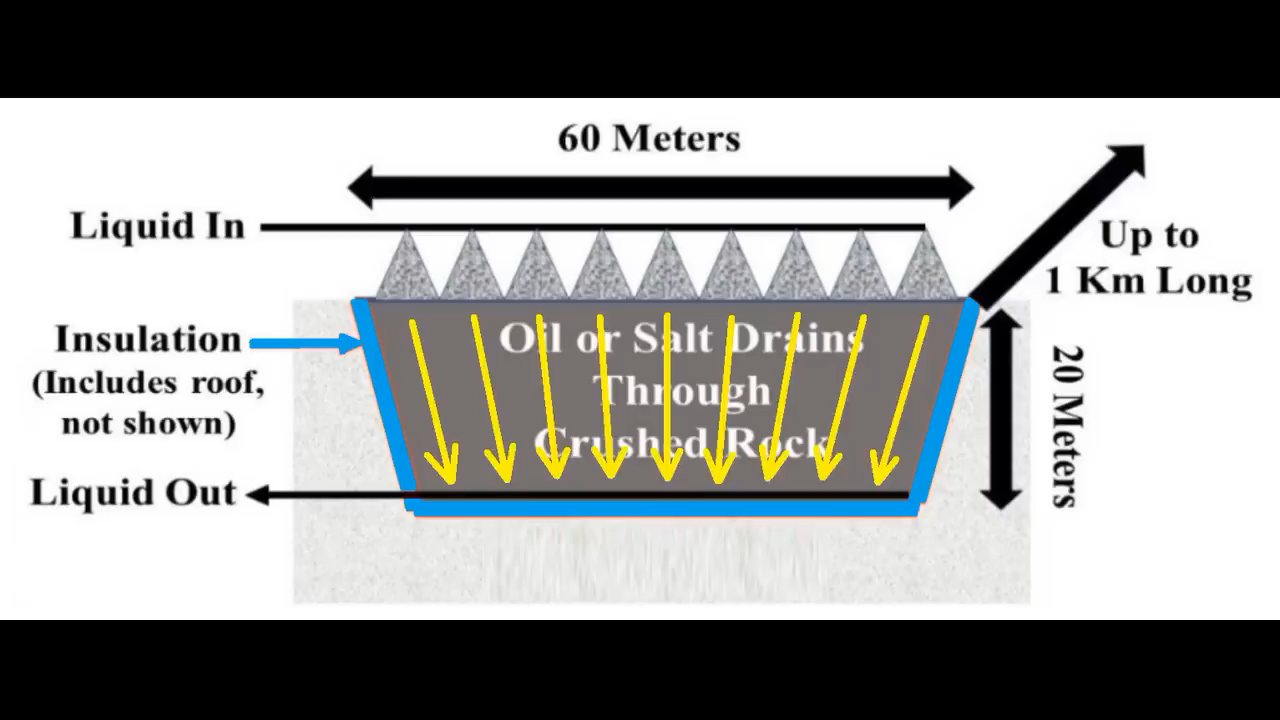 60 Meters
Liquid In
Up to
1 Km Long
Insulation
(Includes roof,
not shown)
Oil or Salt Drains
Through
Crushed Rock
20 Meters
Liquid Out